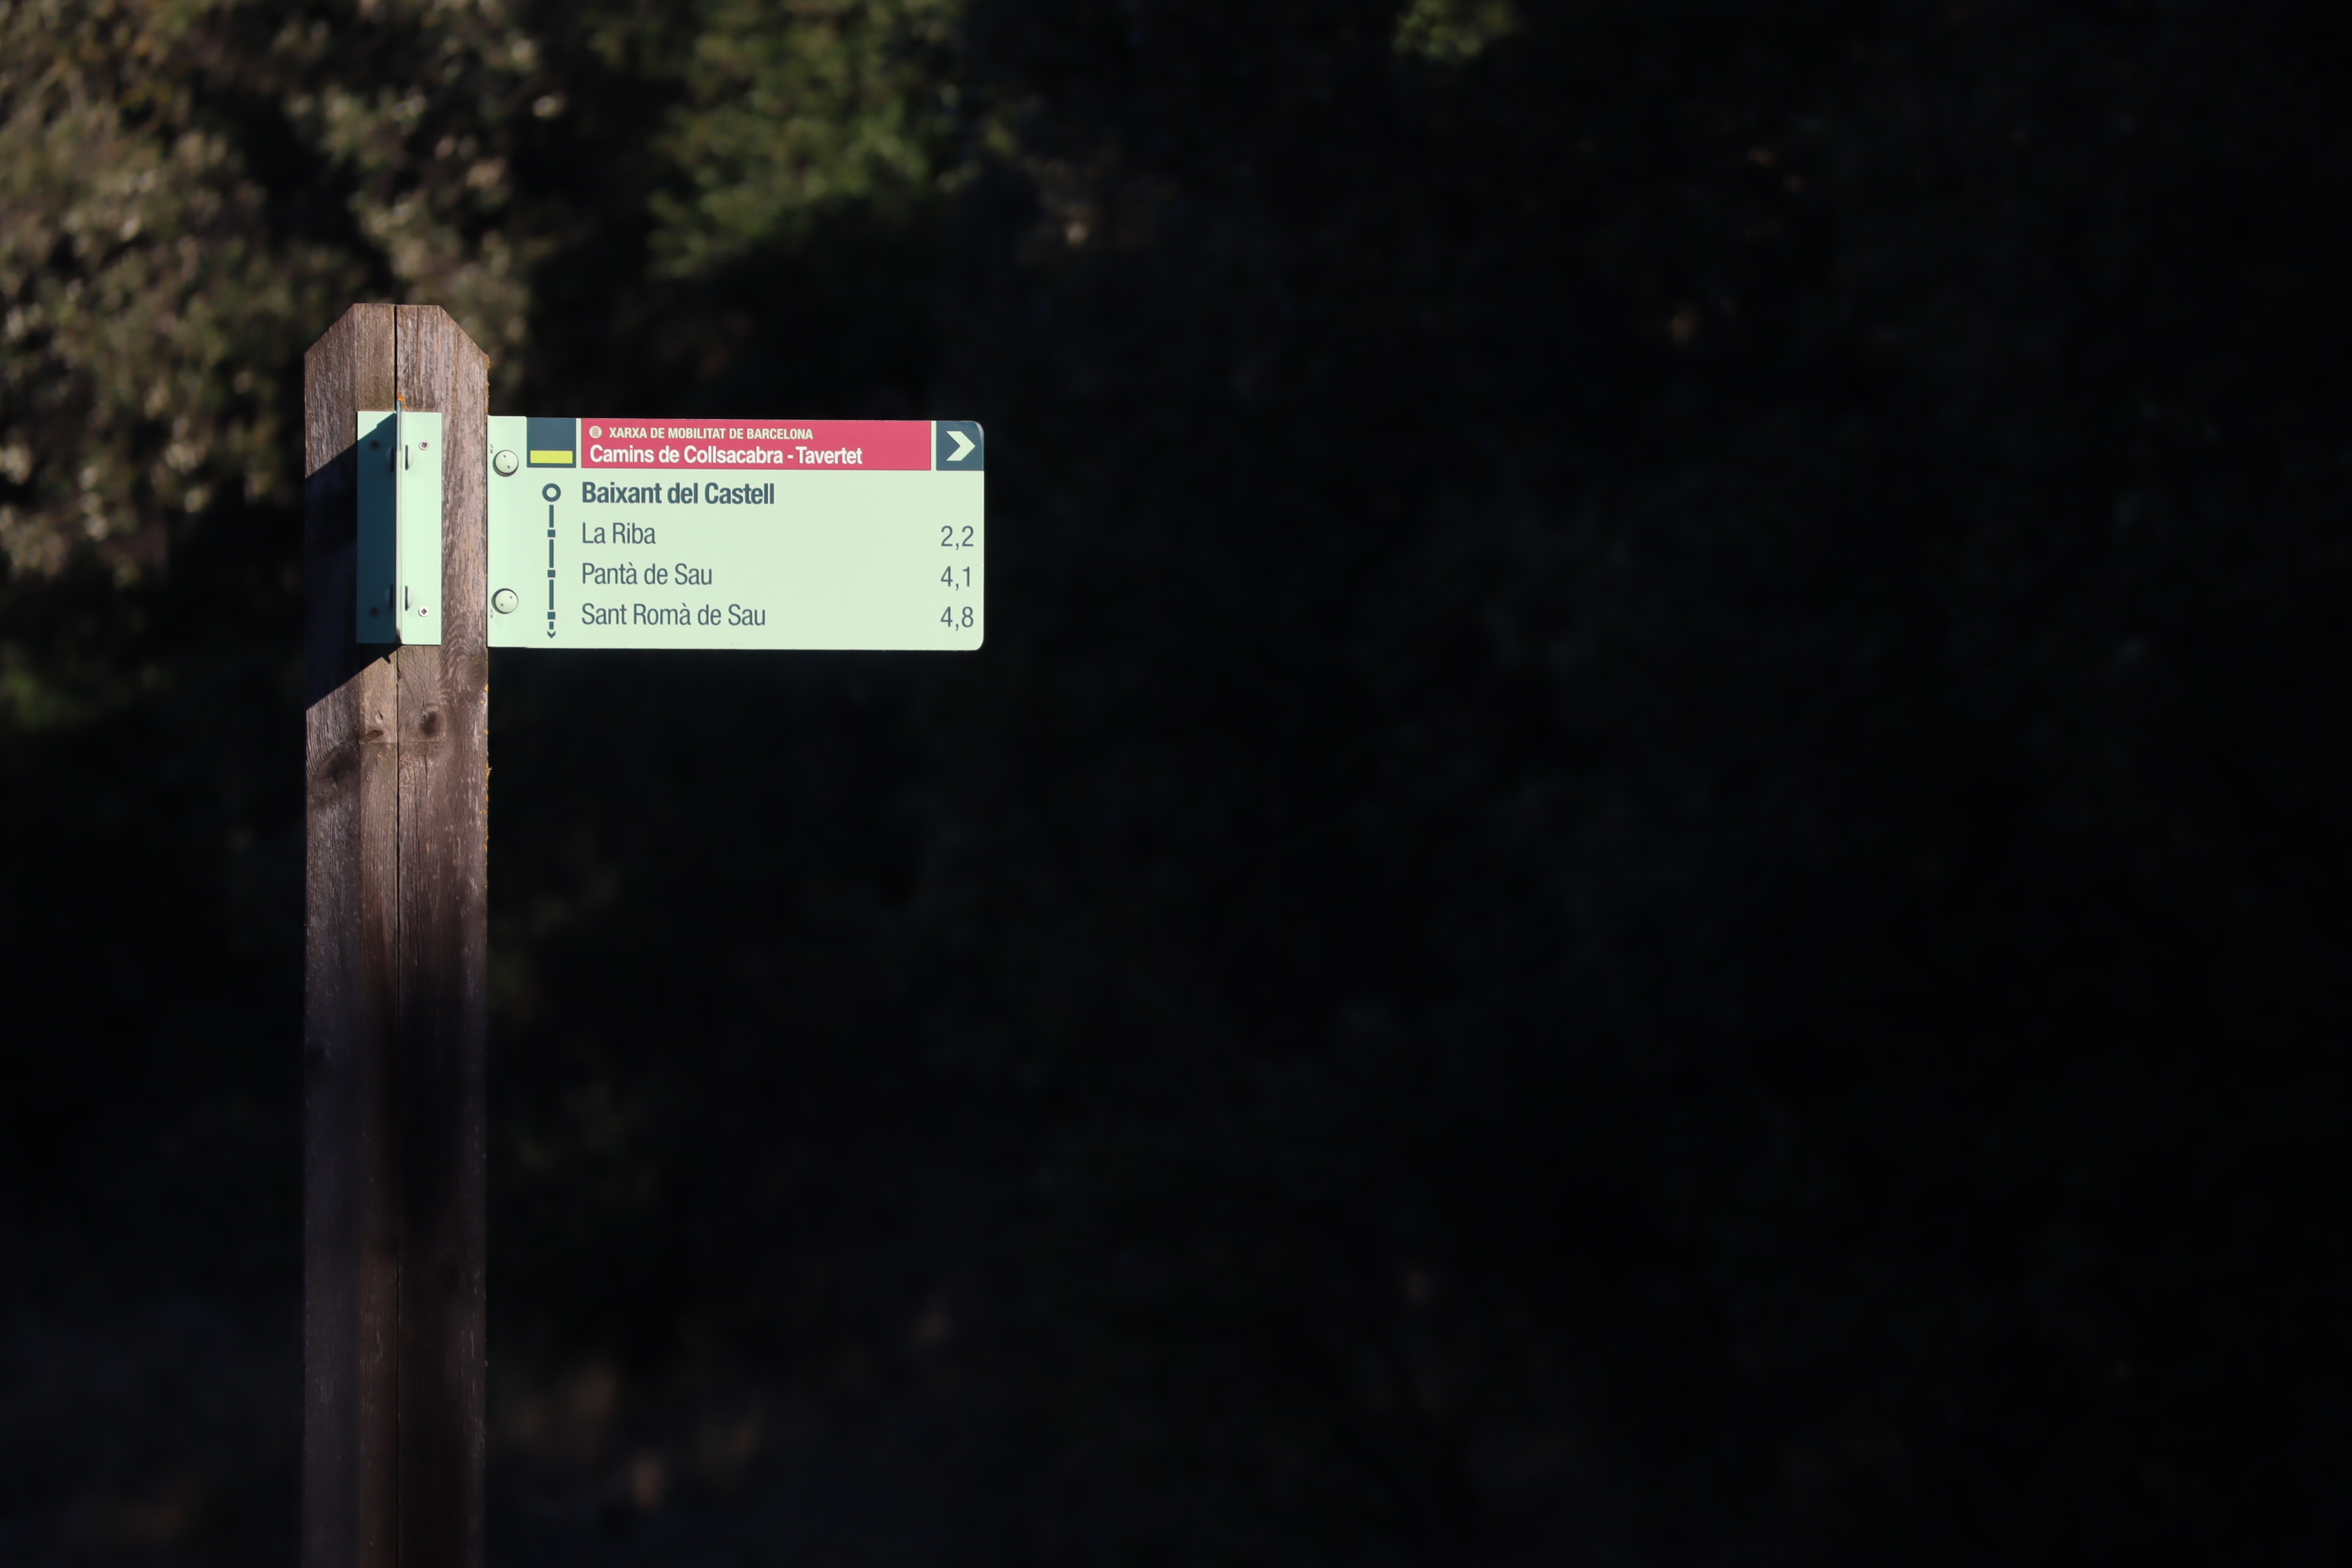 XARXA DE MOBILITAT DE BARCELONA
Camins de Collsacabra - Tavertet
Baixant del Castell
La Riba 2,2
Pantà de Sau 4,1
Sant Romà de Sau 4,8